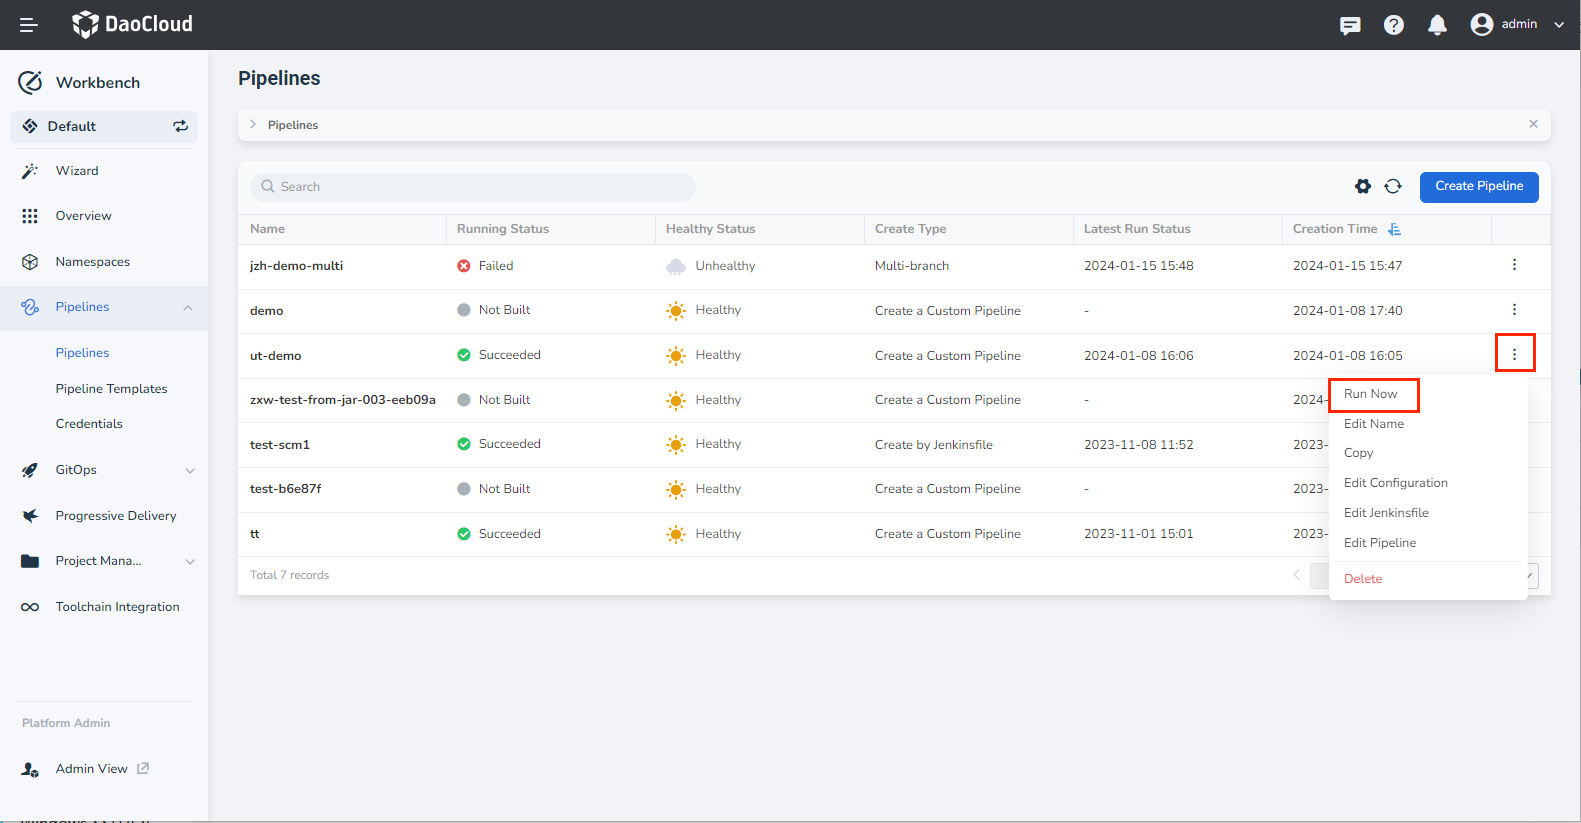 DaoCloud
admin
Workbench
Default
Wizard
Overview
Namespaces
Pipelines
Pipelines
Pipeline Templates
Credentials
GitOps
Progressive Delivery
Project Mana...
Toolchain Integration
Platform Admin
Admin View
Pipelines
Pipelines
Search
Create Pipeline
Name Running Status Healthy Status Create Type Latest Run Status Creation Time
jzh-demo-multi Failed Unhealthy Multi-branch 2024-01-15 15:48 2024-01-15 15:47
demo Not Built Healthy Create a Custom Pipeline - 2024-01-08 17:40
ut-demo Succeeded Healthy Create a Custom Pipeline 2024-01-08 16:06 2024-01-08 16:05
zxw-test-from-jar-003-eeb09a Not Built Healthy Create a Custom Pipeline - 2024-
test-scm1 Succeeded Healthy Create by Jenkinsfile 2023-11-08 11:52 2023-
test-b6e87f Not Built Healthy Create a Custom Pipeline - 2023-
tt Succeeded Healthy Create a Custom Pipeline 2023-11-01 15:01 2023-
Total 7 records
Run Now
Edit Name
Copy
Edit Configuration
Edit Jenkinsfile
Edit Pipeline
Delete